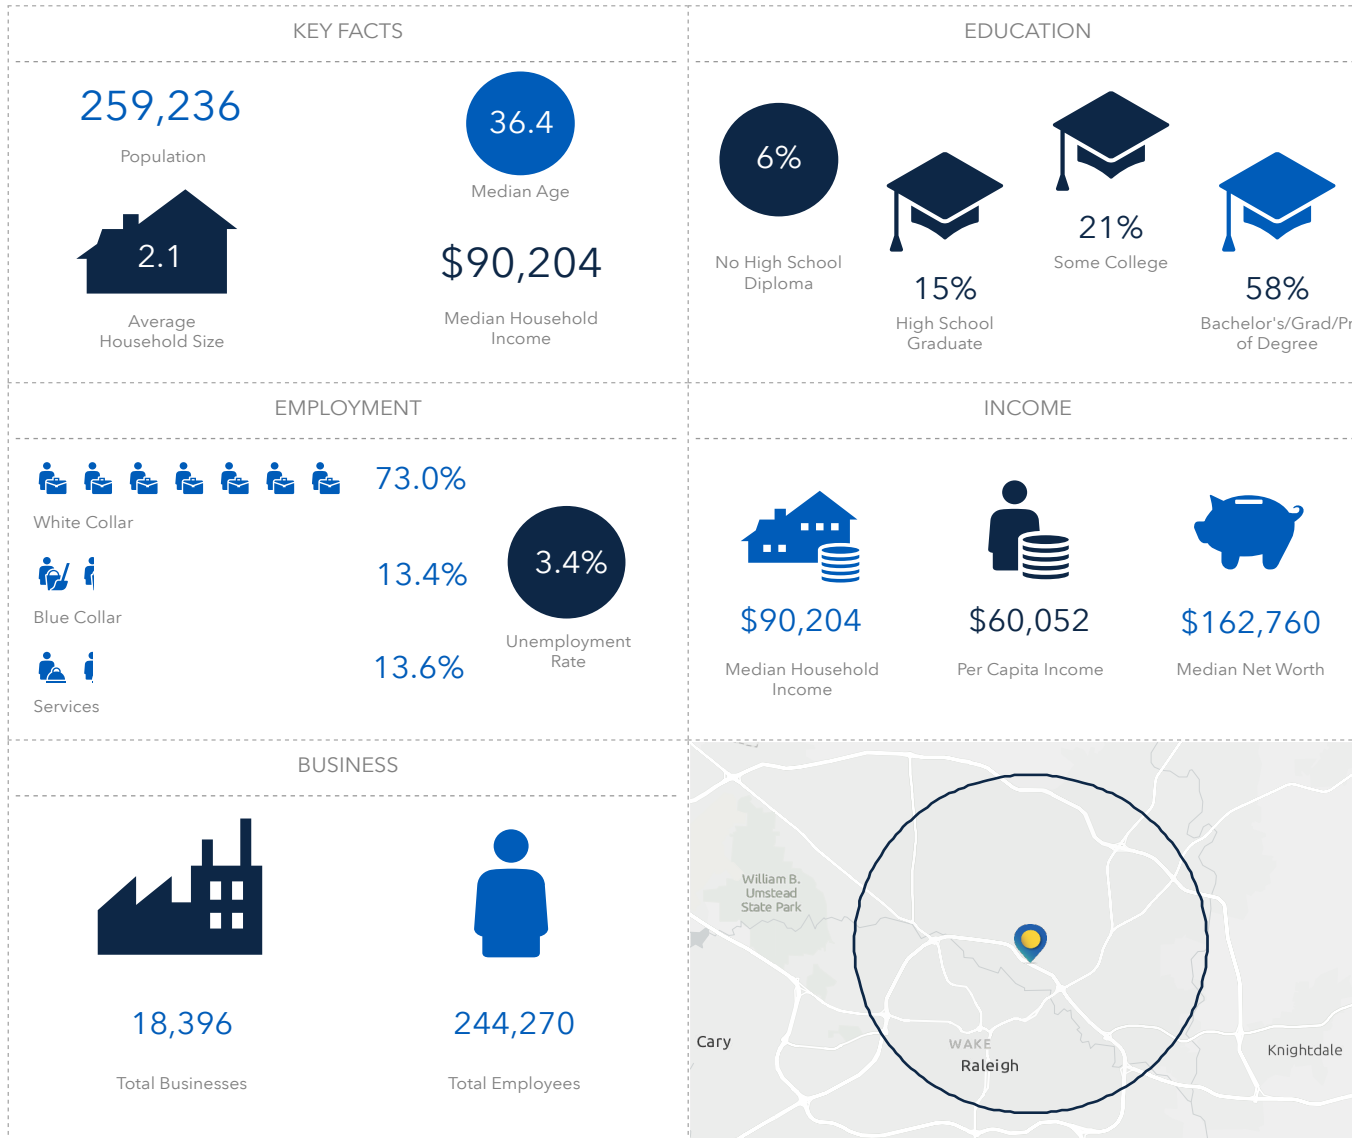 KEY FACTS
259,236
Population
36.4
Median Age
2.1
Average
Household Size
$90,204
Median Household
Income
EDUCATION
6%
No High School
Diploma
15%
High School
Graduate
21%
Some College
58%
Bachelor's/Grad/Pr
of Degree
EMPLOYMENT
73.0%
White Collar
13.4%
Blue Collar
13.6%
Services
3.4%
Unemployment
Rate
INCOME
$90,204
Median Household
Income
$60,052
Per Capita Income
$162,760
Median Net Worth
BUSINESS
18,396
Total Businesses
244,270
Total Employees
William B.
Umstead
State Park
Cary
WAKE
Raleigh
Knightdale